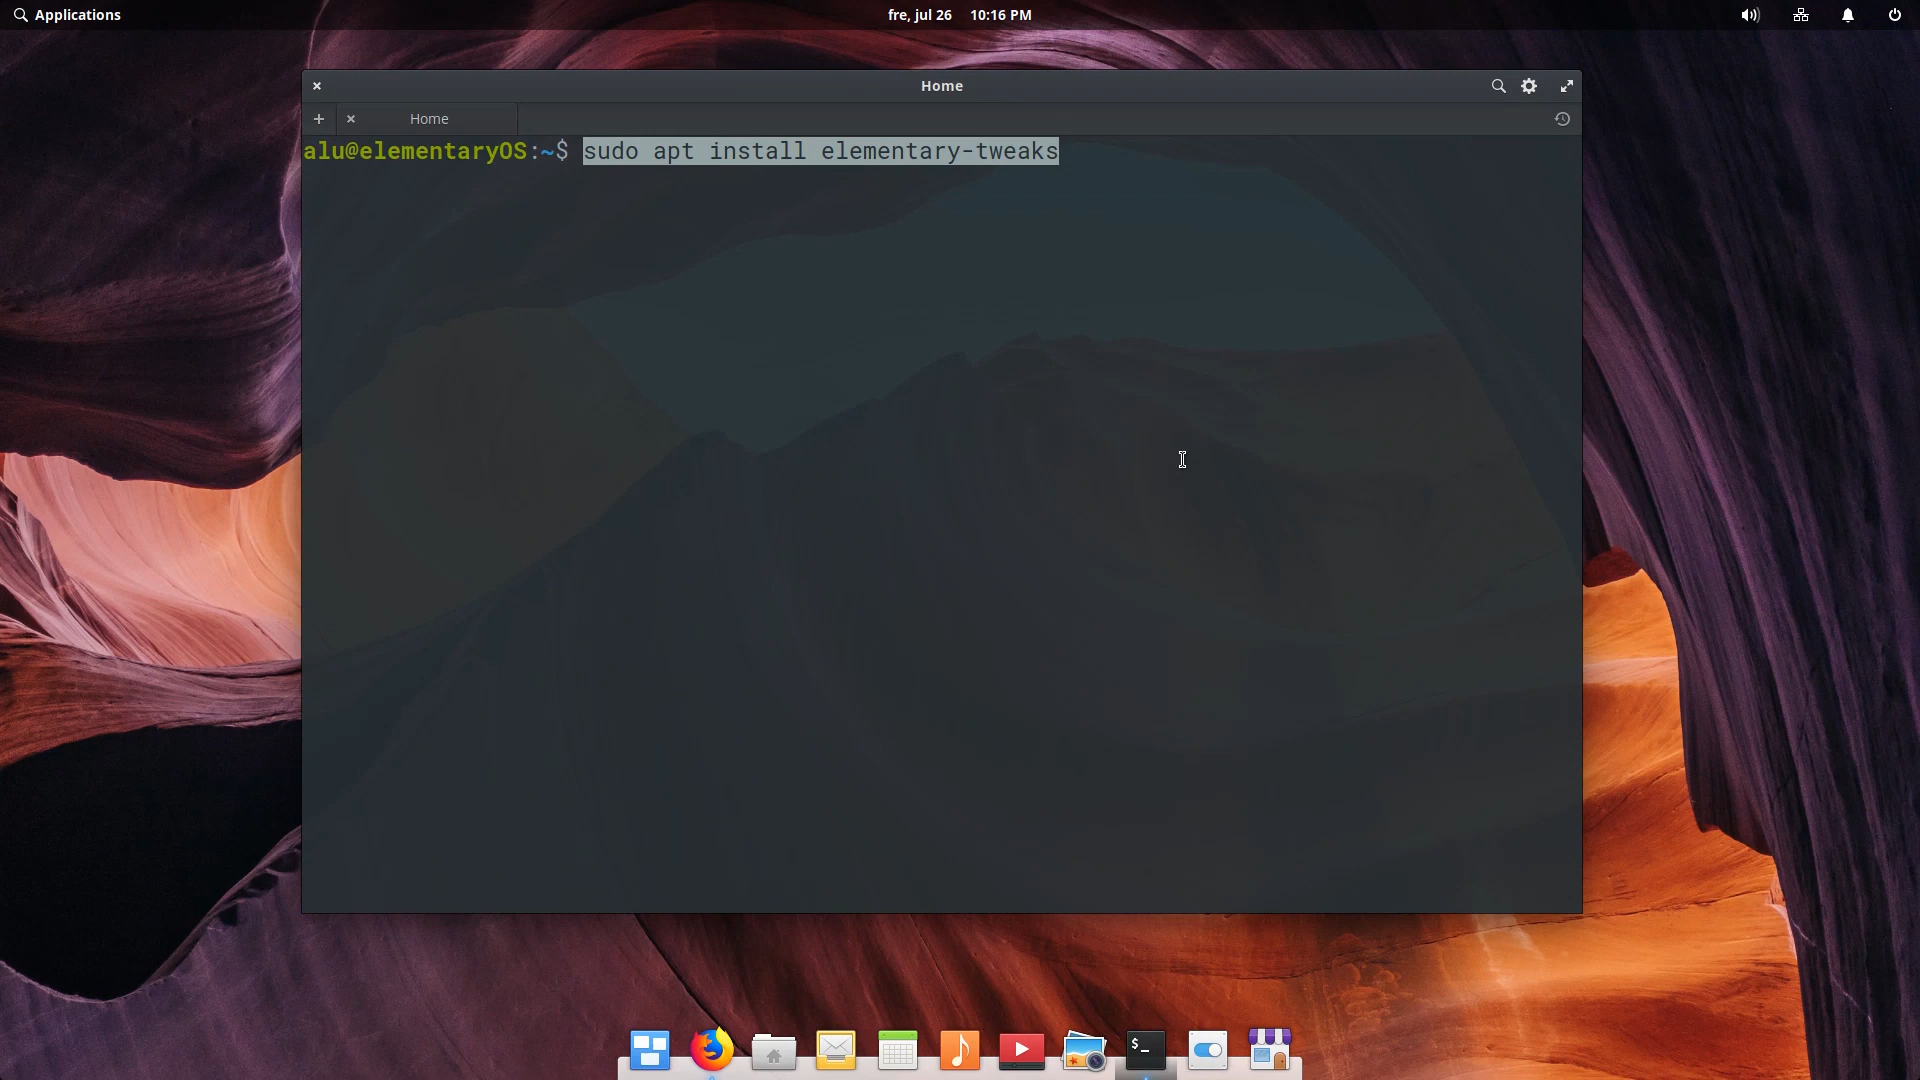 Applications
fre, jul 26 10:16 PM
Home
Home
alu@elementaryOS:~$ sudo apt install elementary-tweaks
$_